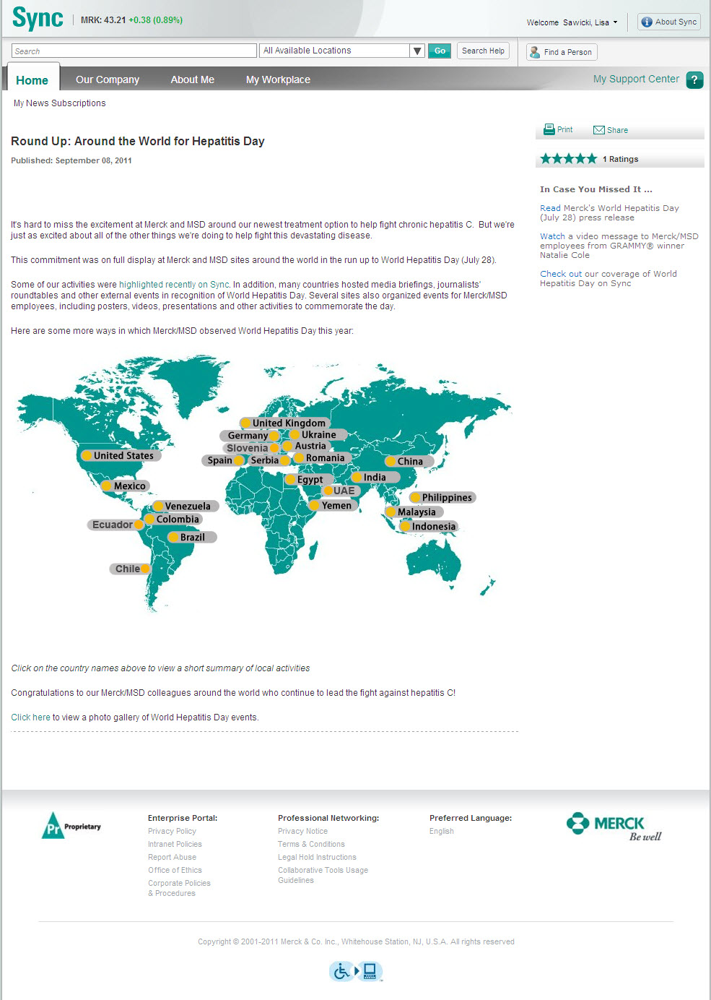 Sync
MRK: 43.21 +0.38 (0.89%)
Welcome Sawicki, Lisa
About Sync
Search
All Available Locations
Go
Search Help
Find a Person
Home
Our Company
About Me
My Workplace
My Support Center
?
My News Subscriptions
Print
Share
Round Up: Around the World for Hepatitis Day
Published: September 08, 2011
1 Ratings
In Case You Missed It ...
Read Merck's World Hepatitis Day
(July 28) press release
Watch a video message to Merck/MSD
employees from GRAMMY® winner
Natalie Cole
Check out our coverage of World
Hepatitis Day on Sync
It's hard to miss the excitement at Merck and MSD around our newest treatment option to help fight chronic hepatitis C. But we're
just as excited about all of the other things we're doing to help fight this devastating disease.
This commitment was on full display at Merck and MSD sites around the world in the run up to World Hepatitis Day (July 28).
Some of our activities were highlighted recently on Sync. In addition, many countries hosted media briefings, journalists'
roundtables and other external events in recognition of World Hepatitis Day. Several sites also organized events for Merck/MSD
employees, including posters, videos, presentations and other activities to commemorate the day.
Here are some more ways in which Merck/MSD observed World Hepatitis Day this year:
United Kingdom
Germany
Ukraine
Slovenia
Austria
United States
Spain
Serbia
Romania
China
Egypt
India
Mexico
UAE
Philippines
Venezuela
Yemen
Malaysia
Colombia
Ecuador
Indonesia
Brazil
Chile
Click on the country names above to view a short summary of local activities
Congratulations to our Merck/MSD colleagues around the world who continue to lead the fight against hepatitis C!
Click here to view a photo gallery of World Hepatitis Day events.
Pr
Proprietary
Enterprise Portal:
Privacy Policy
Intranet Policies
Report Abuse
Office of Ethics
Corporate Policies
& Procedures
Professional Networking:
Privacy Notice
Terms & Conditions
Legal Hold Instructions
Collaborative Tools Usage
Guidelines
Preferred Language:
English
MERCK
Be well
Copyright © 2001-2011 Merck & Co. Inc., Whitehouse Station, NJ, U.S.A. All rights reserved